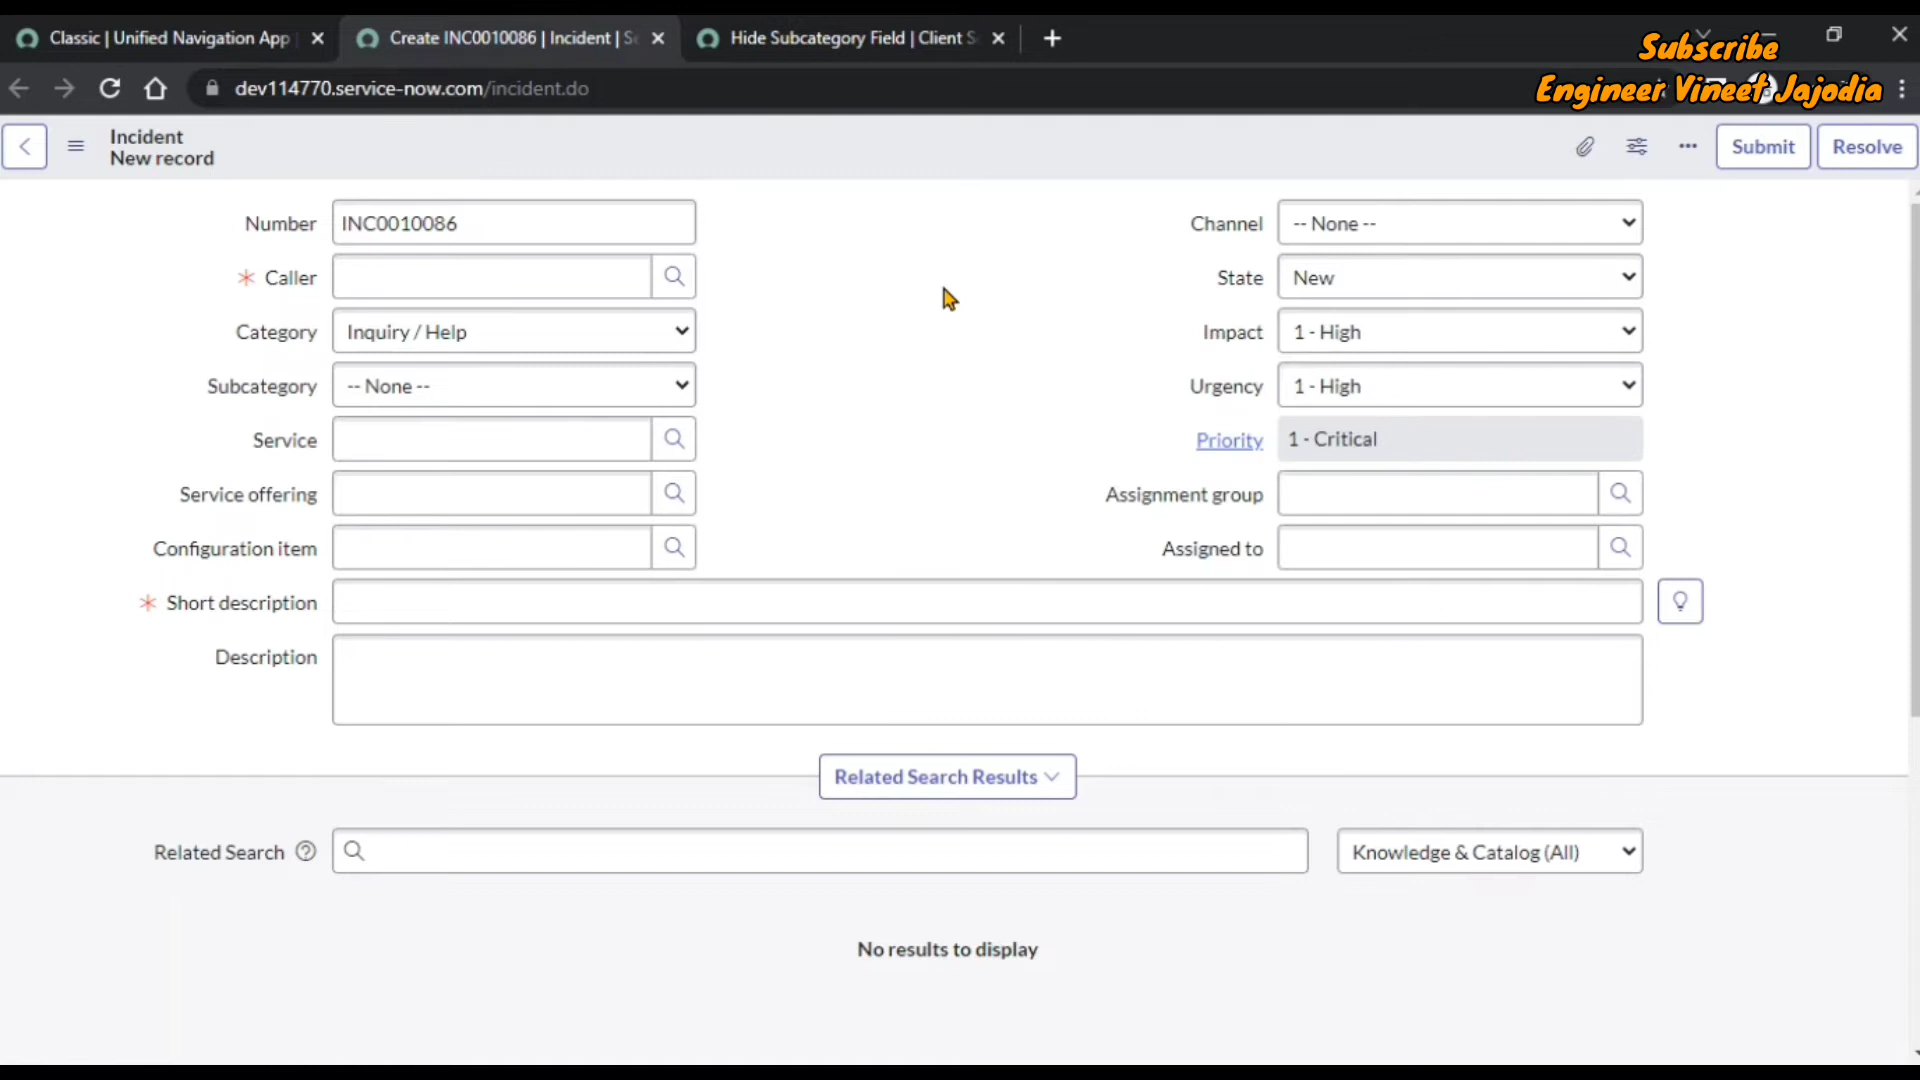 Classic | Unified Navigation App
Create INC0010086 | Incident | S
Hide Subcategory Field | Client S
Subscribe
dev114770.service-now.com/incident.do
Engineer Vineet Jajodia
Incident
New record
Submit
Resolve
Number
INC0010086
Channel
-- None --
Caller
State
New
Category
Inquiry / Help
Impact
1 - High
Subcategory
-- None --
Urgency
1 - High
Service
Priority
1 - Critical
Service offering
Assignment group
Configuration item
Assigned to
Short description
Description
Related Search Results
Related Search
Knowledge & Catalog (All)
No results to display